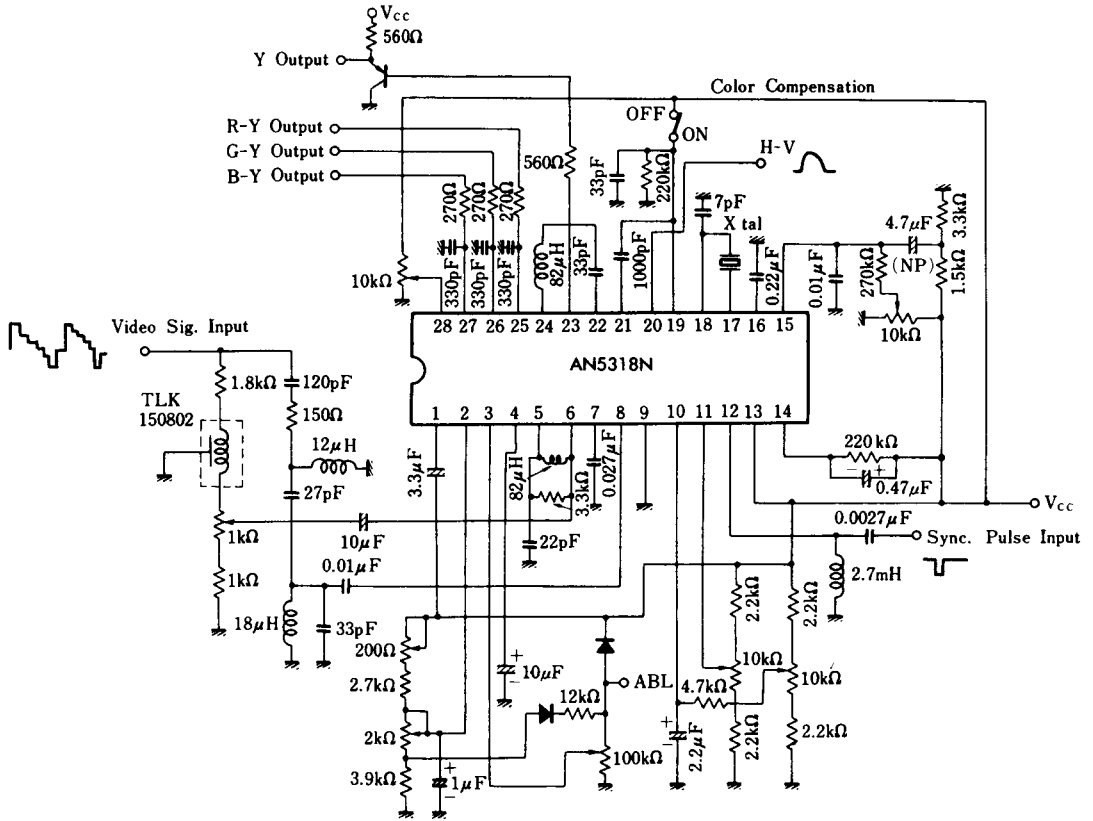 Vcc
560Ω
Y Output
Color Compensation
OFF
ON
R-Y Output
G-Y Output
B-Y Output
H-V
560Ω
33pF
220kΩ
7pF
X tal
4.7μF
3.3kΩ
270Ω
270Ω
270Ω
(NP)
330pF
330pF
330pF
82μH
33pF
1000pF
0.22μF
0.01μF
270kΩ
1.5kΩ
10kΩ
10kΩ
28 27 26 25 24 23 22 21 20 19 18 17 16 15
Video Sig. Input
AN5318N
1.8kΩ
120pF
TLK
150802
150Ω
1 2 3 4 5 6 7 8 9 10 11 12 13 14
12μH
220kΩ
- +
0.47μF
3.3μF
82μH
3.3kΩ
0.027μF
27pF
Vcc
0.0027μF
1kΩ
10μF
22pF
Sync. Pulse Input
0.01μF
2.7mH
1kΩ
2.2kΩ
2.2kΩ
18μH
33pF
200Ω
+
10μF
-
10kΩ
10kΩ
2.7kΩ
ABL
4.7kΩ
12kΩ
2kΩ
+
2.2μF
-
2.2kΩ
2.2kΩ
100kΩ
3.9kΩ
+
1μF
-